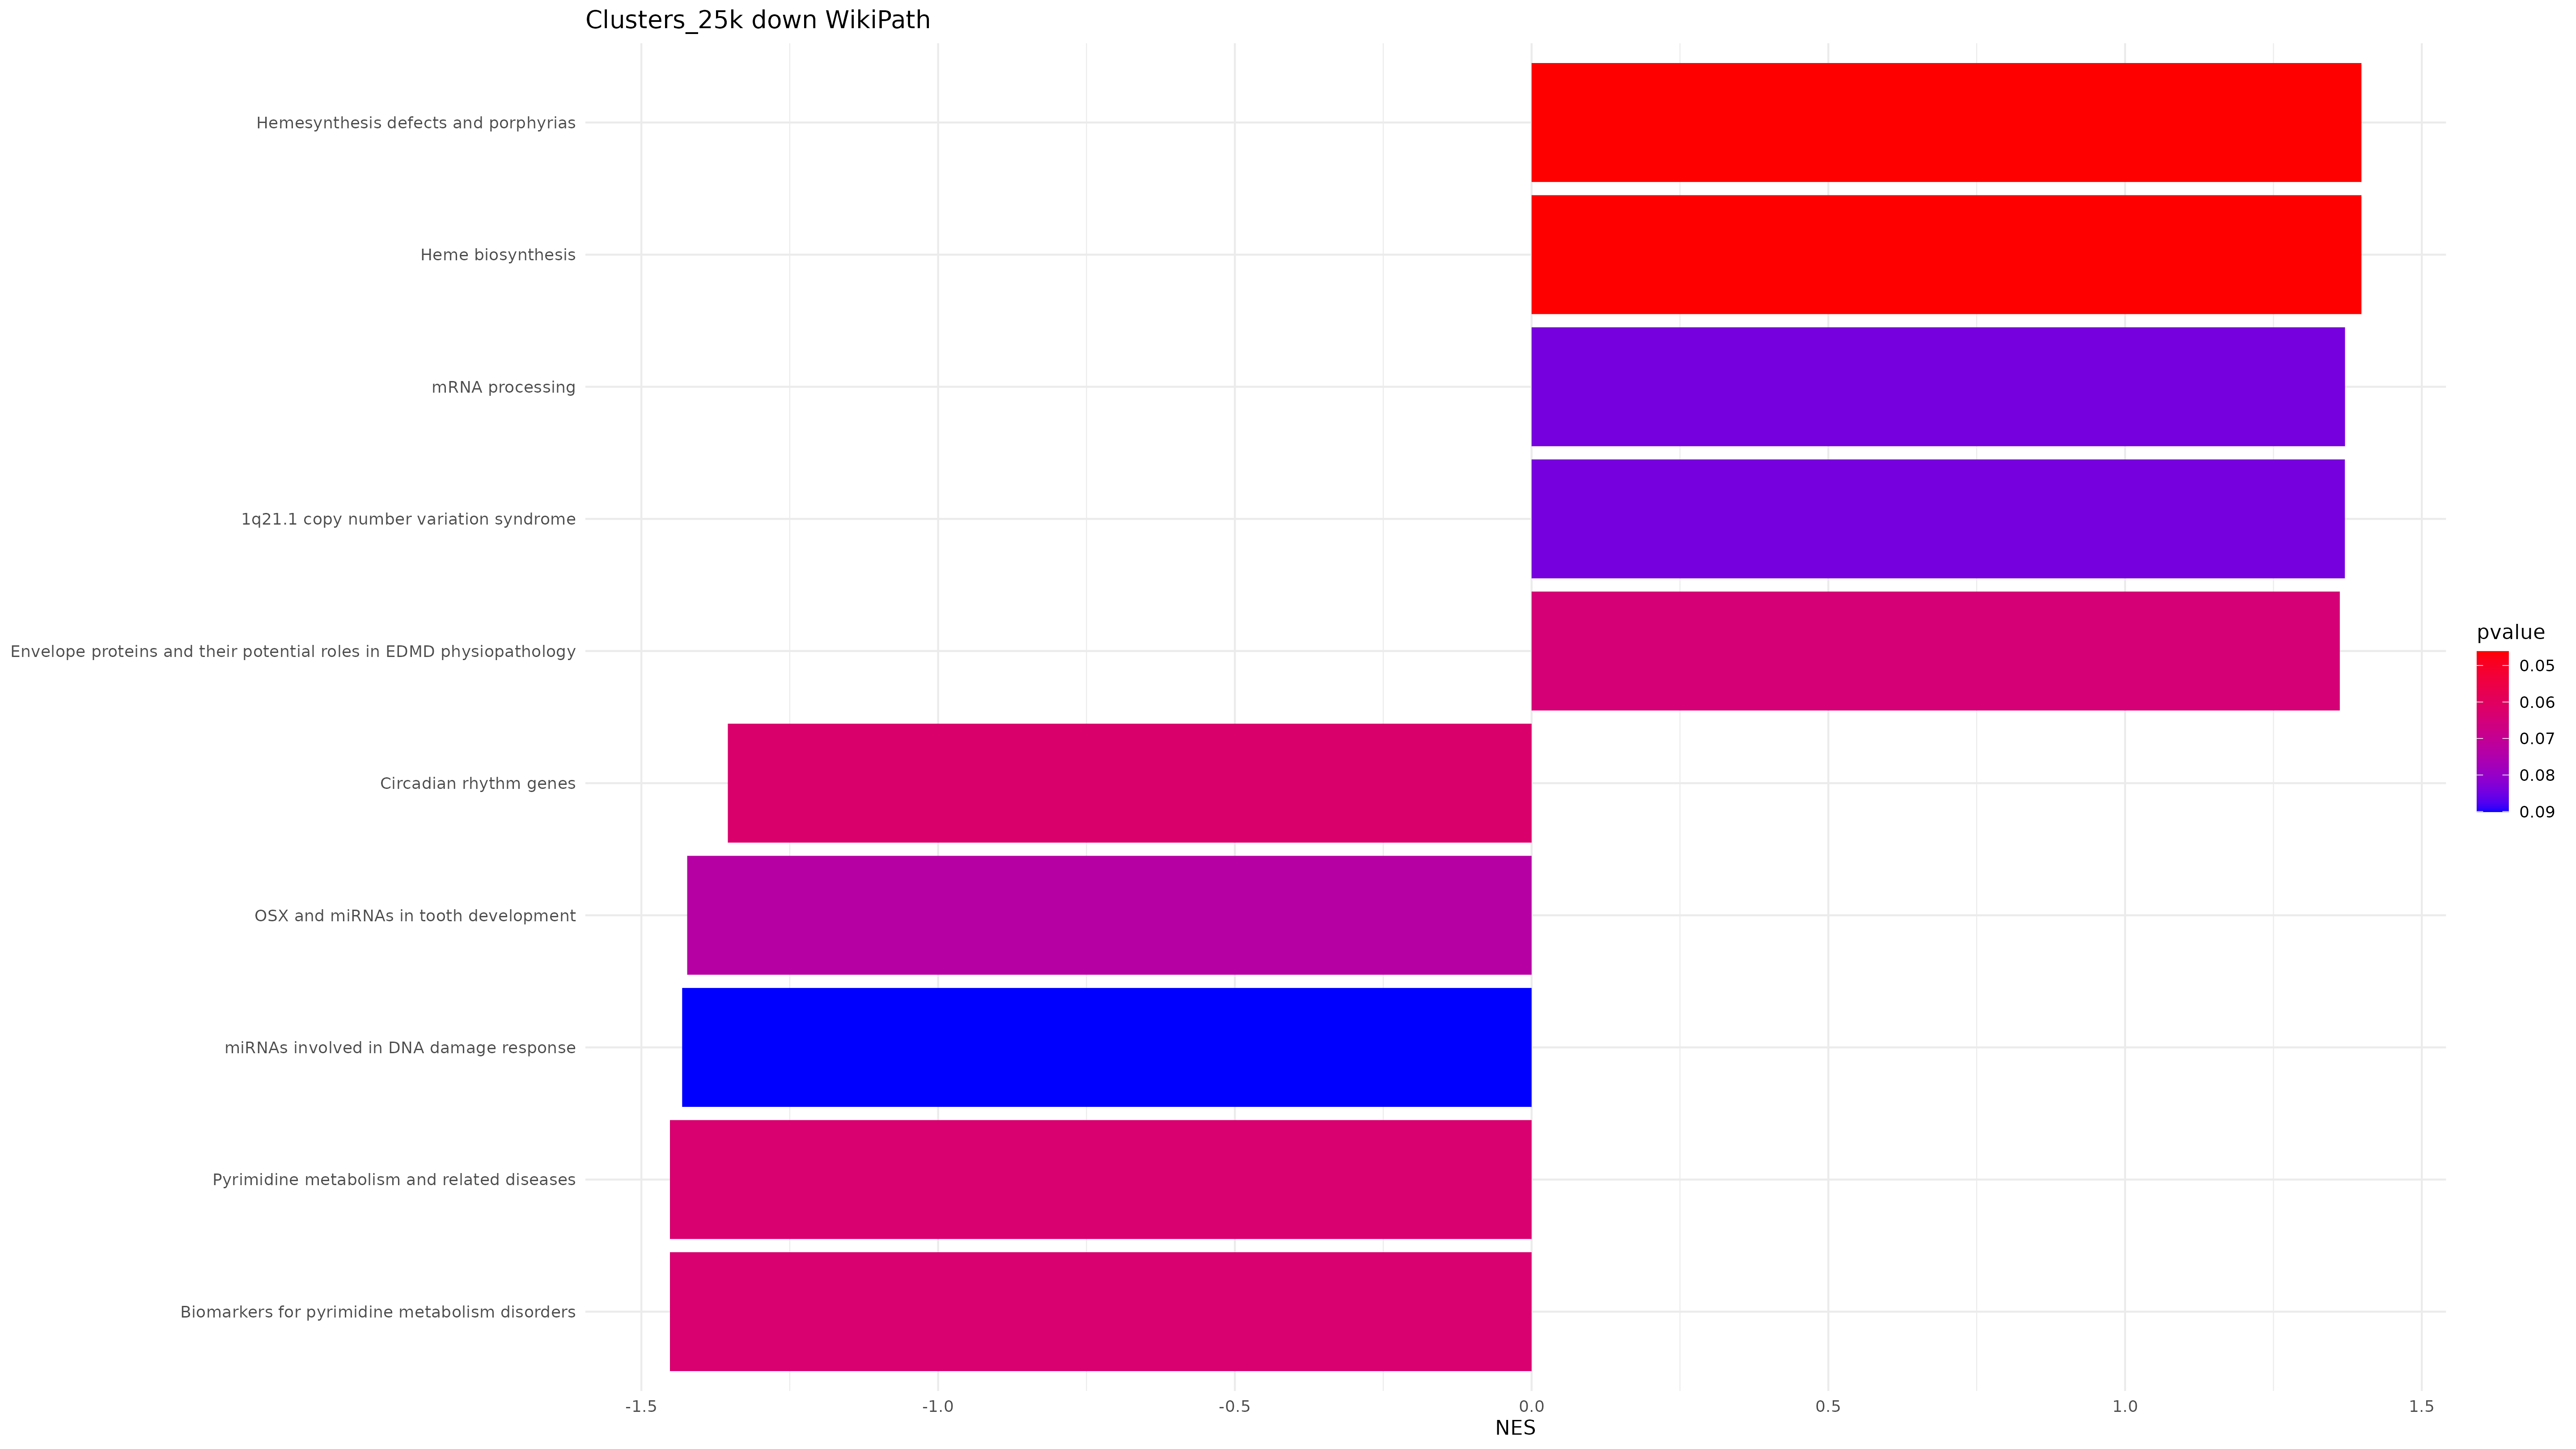 Clusters_25k down WikiPath
Hemesynthesis defects and porphyrias
Heme biosynthesis
mRNA processing
1q21.1 copy number variation syndrome
Envelope proteins and their potential roles in EDMD physiopathology
Circadian rhythm genes
OSX and miRNAs in tooth development
miRNAs involved in DNA damage response
Pyrimidine metabolism and related diseases
Biomarkers for pyrimidine metabolism disorders
-1.5 -1.0 -0.5 0.0 0.5 1.0 1.5
NES
pvalue
0.05
0.06
0.07
0.08
0.09